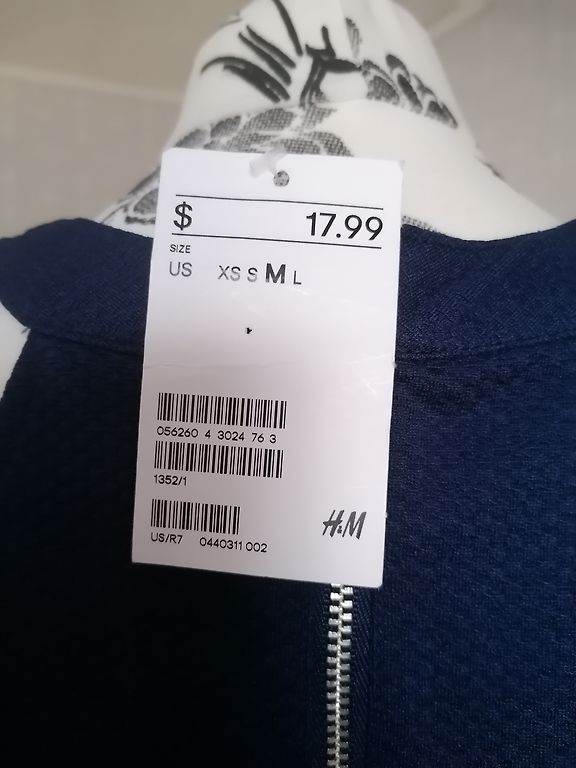 $ 17.99
SIZE
US XS S M L
056260 4 3024 76 3
1352/1
H&M
US/R7 0440311 002